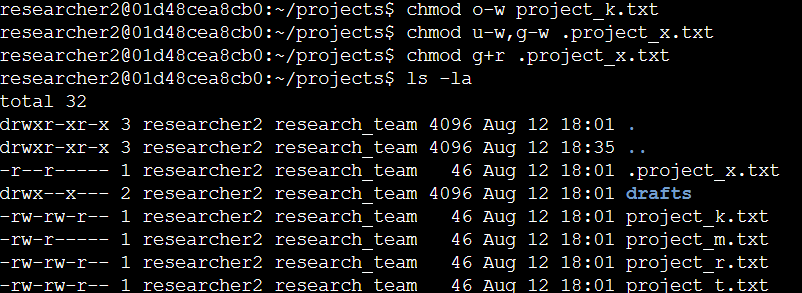 researcher2@01d48cea8cb0:~/projects$ chmod o-w project_k.txt
researcher2@01d48cea8cb0:~/projects$ chmod u-w,g-w .project_x.txt
researcher2@01d48cea8cb0:~/projects$ chmod g+r .project_x.txt
researcher2@01d48cea8cb0:~/projects$ ls -la
total 32
drwxr-xr-x 3 researcher2 research_team 4096 Aug 12 18:01 .
drwxr-xr-x 3 researcher2 research_team 4096 Aug 12 18:35 ..
-r--r----- 1 researcher2 research_team   46 Aug 12 18:01 .project_x.txt
drwx--x--- 2 researcher2 research_team 4096 Aug 12 18:01 drafts
-rw-rw-r-- 1 researcher2 research_team   46 Aug 12 18:01 project_k.txt
-rw-r----- 1 researcher2 research_team   46 Aug 12 18:01 project_m.txt
-rw-rw-r-- 1 researcher2 research_team   46 Aug 12 18:01 project_r.txt
-rw-rw-r-- 1 researcher2 research_team   46 Aug 12 18:01 project_t.txt